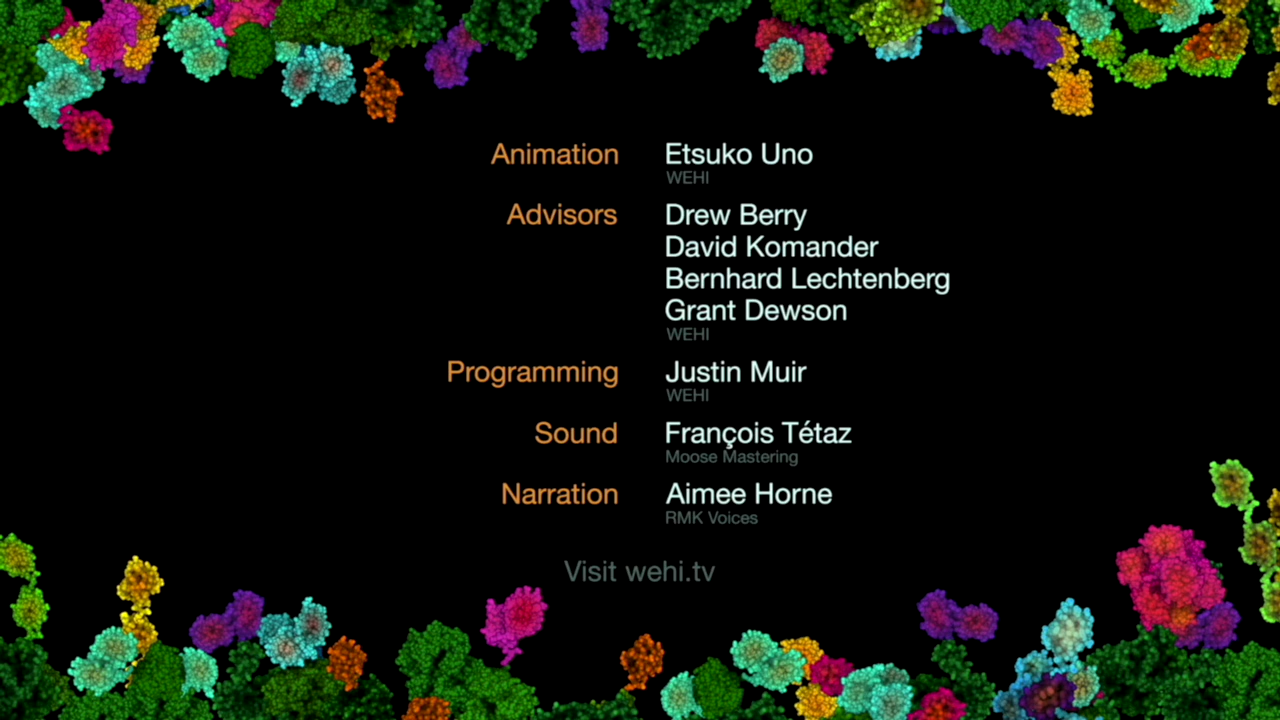 Animation Etsuko Uno
WEHI
Advisors Drew Berry
David Komander
Bernhard Lechtenberg
Grant Dewson
WEHI
Programming Justin Muir
WEHI
Sound François Tétaz
Moose Mastering
Narration Aimee Horne
RMK Voices
Visit wehi.tv